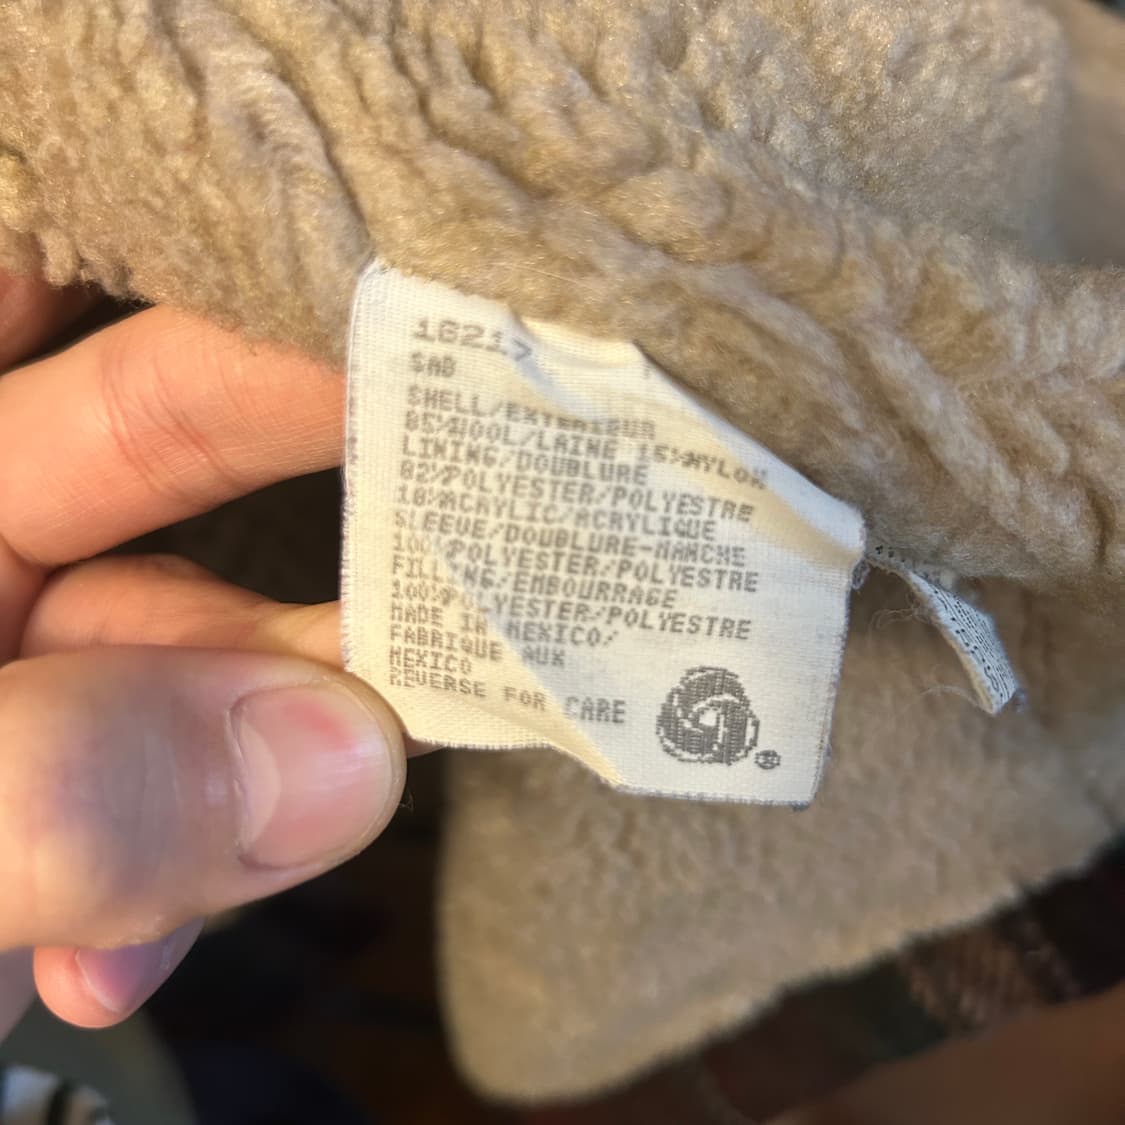 16217
SAB
SHELL/EXTERIEUR
85%WOOL/LAINE 15%NYLON
LINING/DOUBLURE
82%POLYESTER/POLYESTRE
18%ACRYLIC/ACRYLIQUE
SLEEVE/DOUBLURE-MANCHE
100%POLYESTER/POLYESTRE
FILLING/EMBOURRAGE
100%POLYESTER/POLYESTRE
MADE IN MEXICO/
FABRIQUE AUX
MEXICO
REVERSE FOR CARE
®